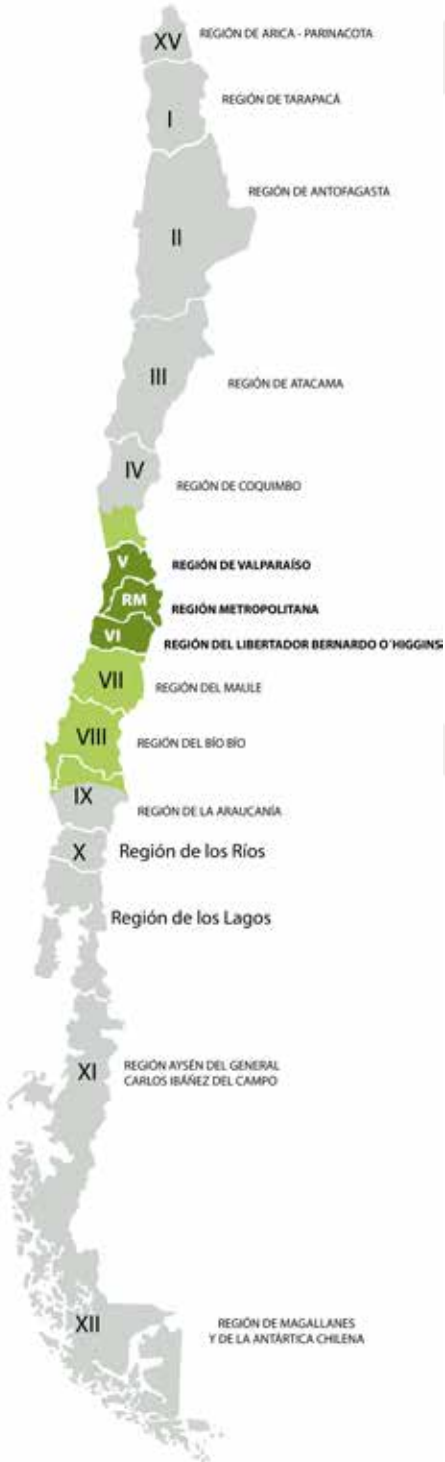 XV REGIÓN DE ARICA - PARINACOTA
REGIÓN DE TARAPACÁ
I
REGIÓN DE ANTOFAGASTA
II
III
REGIÓN DE ATACAMA
IV
REGIÓN DE COQUIMBO
V REGIÓN DE VALPARAÍSO
RM REGIÓN METROPOLITANA
VI REGIÓN DEL LIBERTADOR BERNARDO O´HIGGINS
VII REGIÓN DEL MAULE
VIII REGIÓN DEL BÍO BÍO
IX
REGIÓN DE LA ARAUCANÍA
X Región de los Ríos
Región de los Lagos
XI REGIÓN AYSÉN DEL GENERAL
CARLOS IBÁÑEZ DEL CAMPO
XII REGIÓN DE MAGALLANES
Y DE LA ANTÁRTICA CHILENA